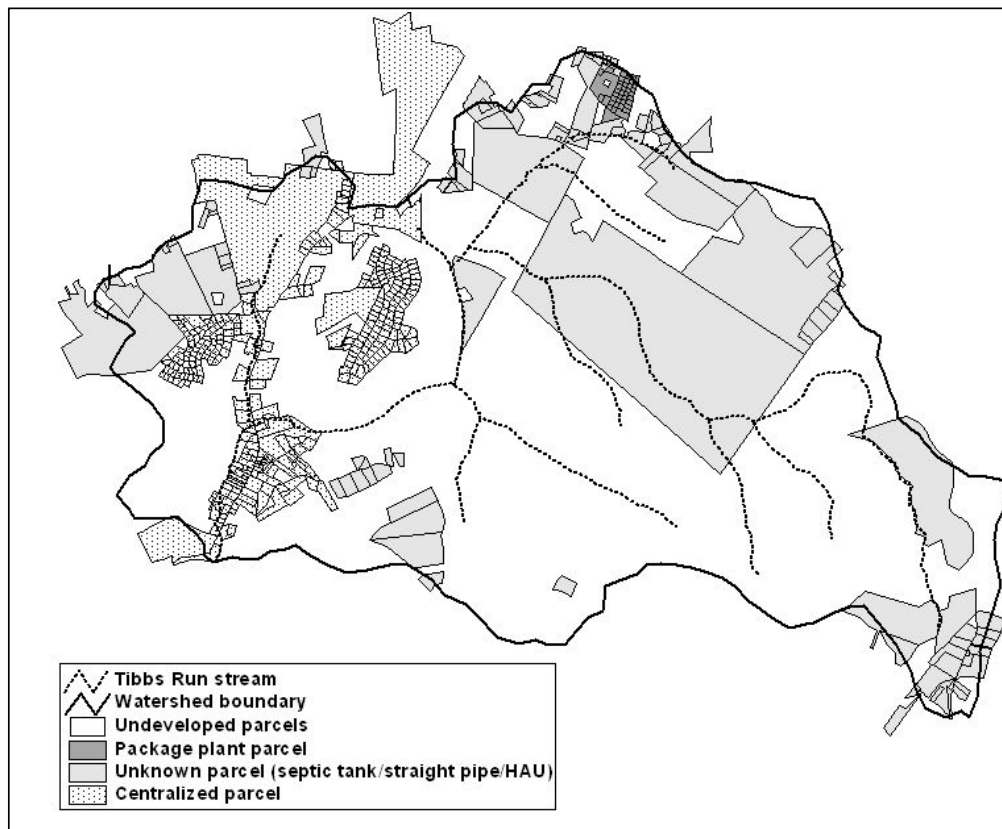 Tibbs Run stream
Watershed boundary
Undeveloped parcels
Package plant parcel
Unknown parcel (septic tank/straight pipe/HAU)
Centralized parcel